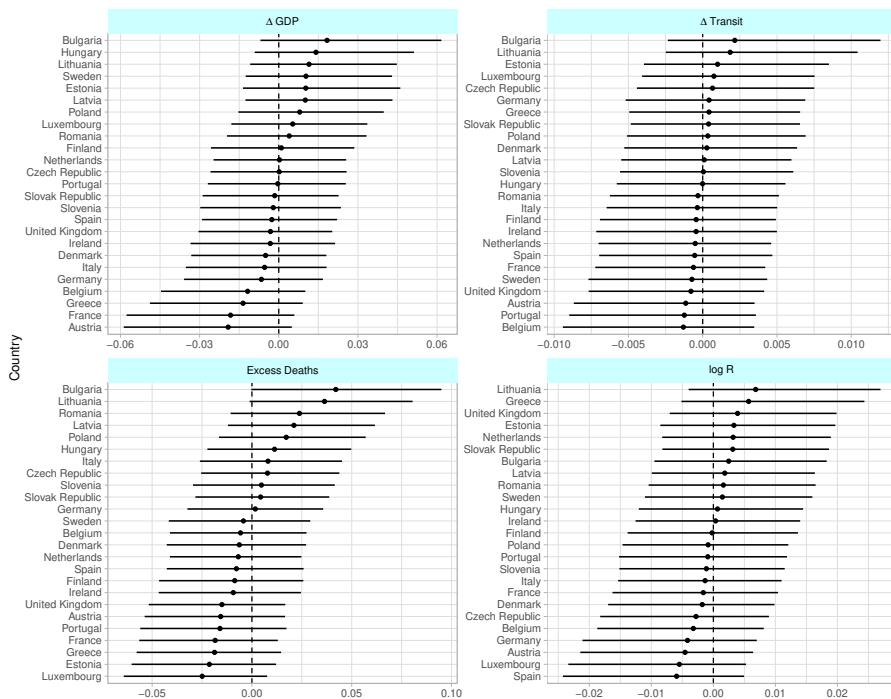 Country
Δ GDP
Bulgaria
Hungary
Lithuania
Sweden
Estonia
Latvia
Poland
Luxembourg
Romania
Finland
Netherlands
Czech Republic
Portugal
Slovak Republic
Slovenia
Spain
United Kingdom
Ireland
Denmark
Italy
Germany
Belgium
Greece
France
Austria
−0.06 −0.03 0.00 0.03 0.06
Δ Transit
Bulgaria
Lithuania
Estonia
Luxembourg
Czech Republic
Germany
Greece
Slovak Republic
Poland
Denmark
Latvia
Slovenia
Hungary
Romania
Italy
Finland
Ireland
Netherlands
Spain
France
Sweden
United Kingdom
Austria
Portugal
Belgium
−0.010 −0.005 0.000 0.005 0.010
Excess Deaths
Bulgaria
Lithuania
Romania
Latvia
Poland
Hungary
Italy
Czech Republic
Slovenia
Slovak Republic
Germany
Sweden
Belgium
Denmark
Netherlands
Spain
Finland
Ireland
United Kingdom
Austria
Portugal
France
Greece
Estonia
Luxembourg
−0.05 0.00 0.05 0.10
log R
Lithuania
Greece
United Kingdom
Estonia
Netherlands
Slovak Republic
Bulgaria
Latvia
Romania
Sweden
Hungary
Ireland
Finland
Poland
Portugal
Slovenia
Italy
France
Denmark
Czech Republic
Belgium
Germany
Austria
Luxembourg
Spain
−0.02 −0.01 0.00 0.01 0.02